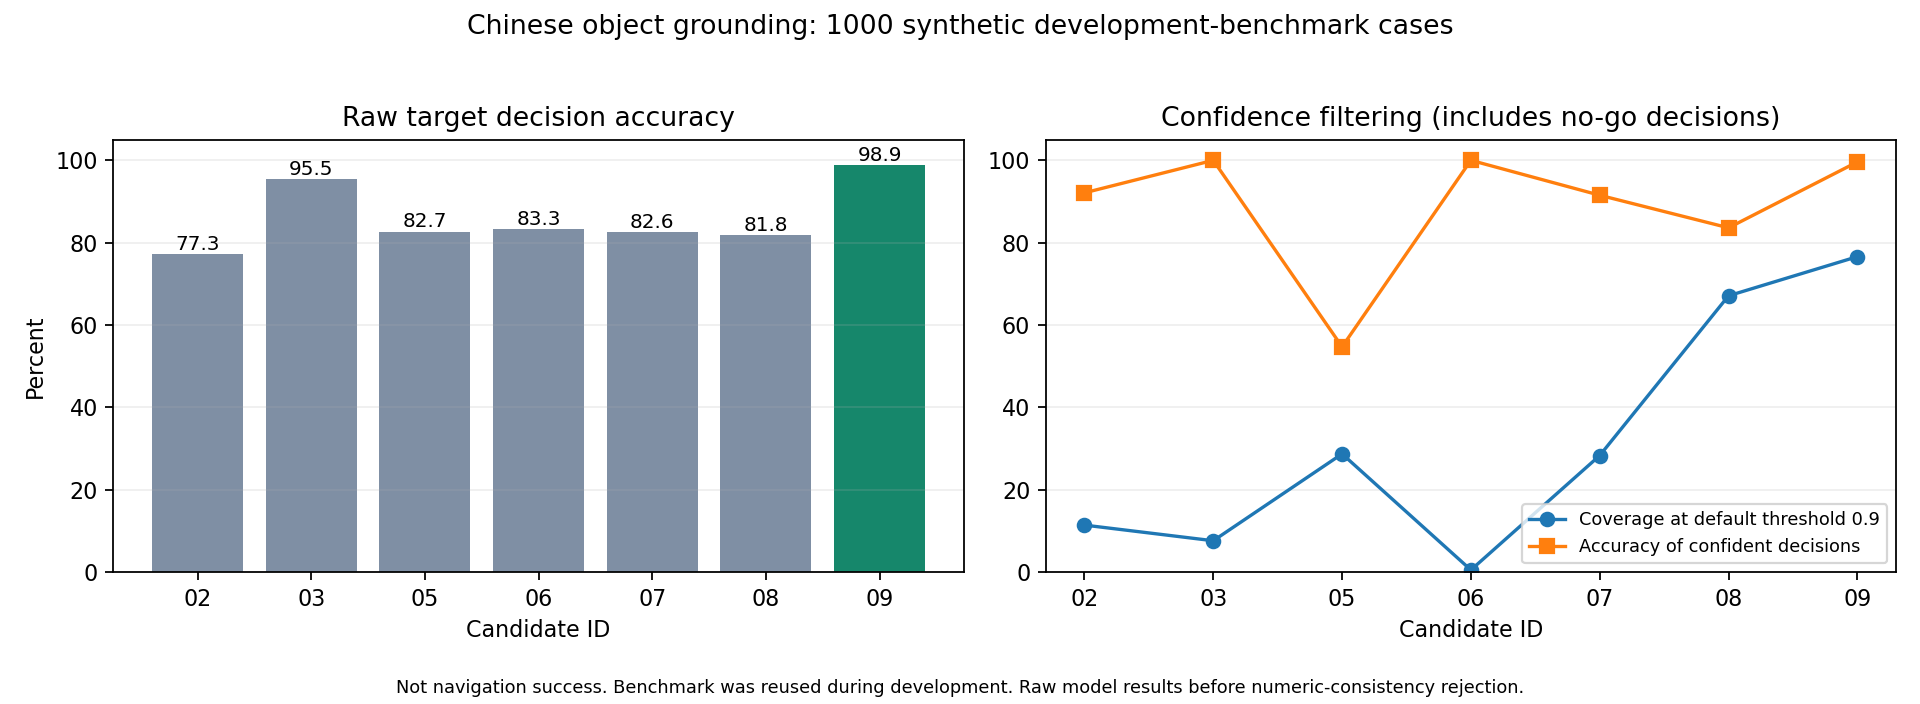 Chinese object grounding: 1000 synthetic development-benchmark cases
Raw target decision accuracy
Percent
100
80
60
40
20
0
77.3
95.5
82.7
83.3
82.6
81.8
98.9
02 03 05 06 07 08 09
Candidate ID
Confidence filtering (includes no-go decisions)
100
80
60
40
20
0
Coverage at default threshold 0.9
Accuracy of confident decisions
02 03 05 06 07 08 09
Candidate ID
Not navigation success. Benchmark was reused during development. Raw model results before numeric-consistency rejection.